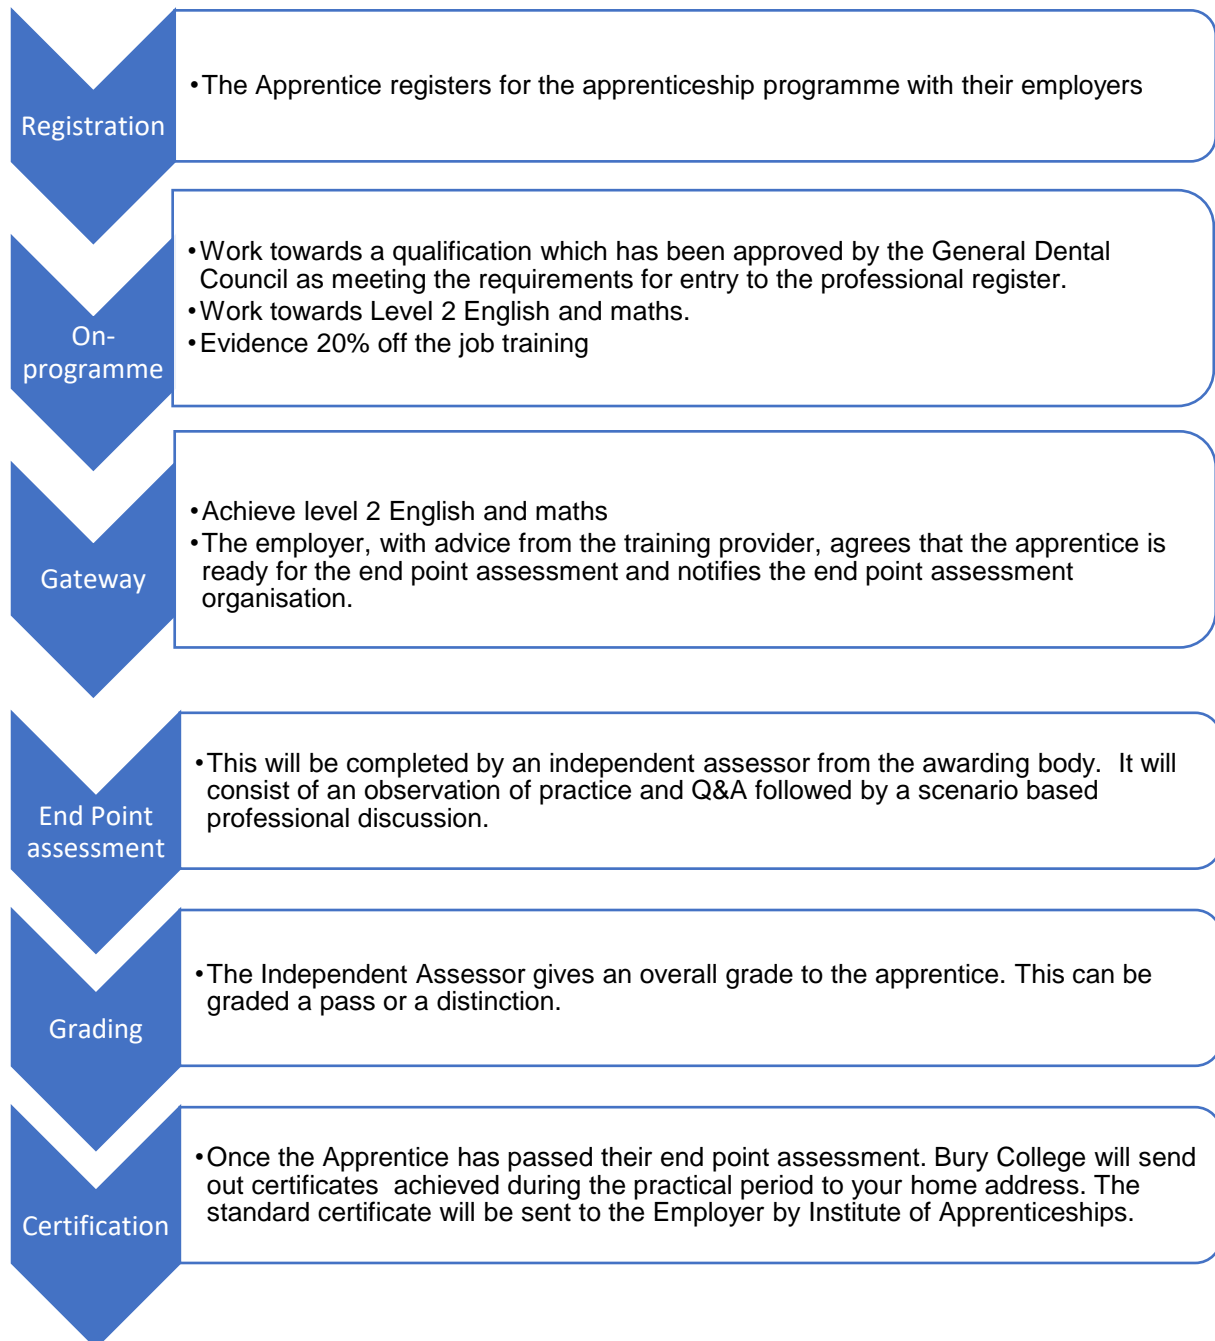 Registration
•The Apprentice registers for the apprenticeship programme with their employers
On-
programme
•Work towards a qualification which has been approved by the General Dental
Council as meeting the requirements for entry to the professional register.
•Work towards Level 2 English and maths.
•Evidence 20% off the job training
Gateway
•Achieve level 2 English and maths
•The employer, with advice from the training provider, agrees that the apprentice is
ready for the end point assessment and notifies the end point assessment
organisation.
End Point
assessment
•This will be completed by an independent assessor from the awarding body.  It will
consist of an observation of practice and Q&A followed by a scenario based
professional discussion.
Grading
•The Independent Assessor gives an overall grade to the apprentice. This can be
graded a pass or a distinction.
Certification
•Once the Apprentice has passed their end point assessment. Bury College will send
out certificates  achieved during the practical period to your home address. The
standard certificate will be sent to the Employer by Institute of Apprenticeships.